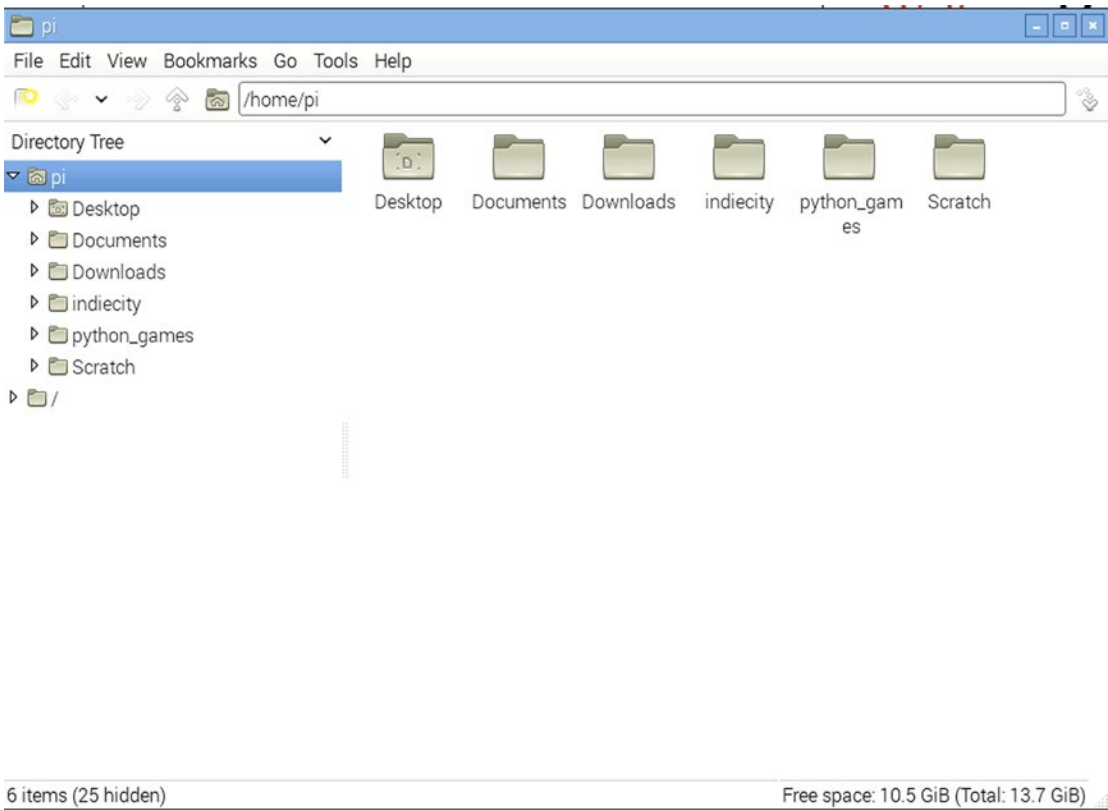 pi
File Edit View Bookmarks Go Tools Help
/home/pi
Directory Tree
pi
Desktop
Documents
Downloads
indiecity
python_games
Scratch
/
Desktop Documents Downloads indiecity python_gam Scratch
es
6 items (25 hidden) Free space: 10.5 GiB (Total: 13.7 GiB)